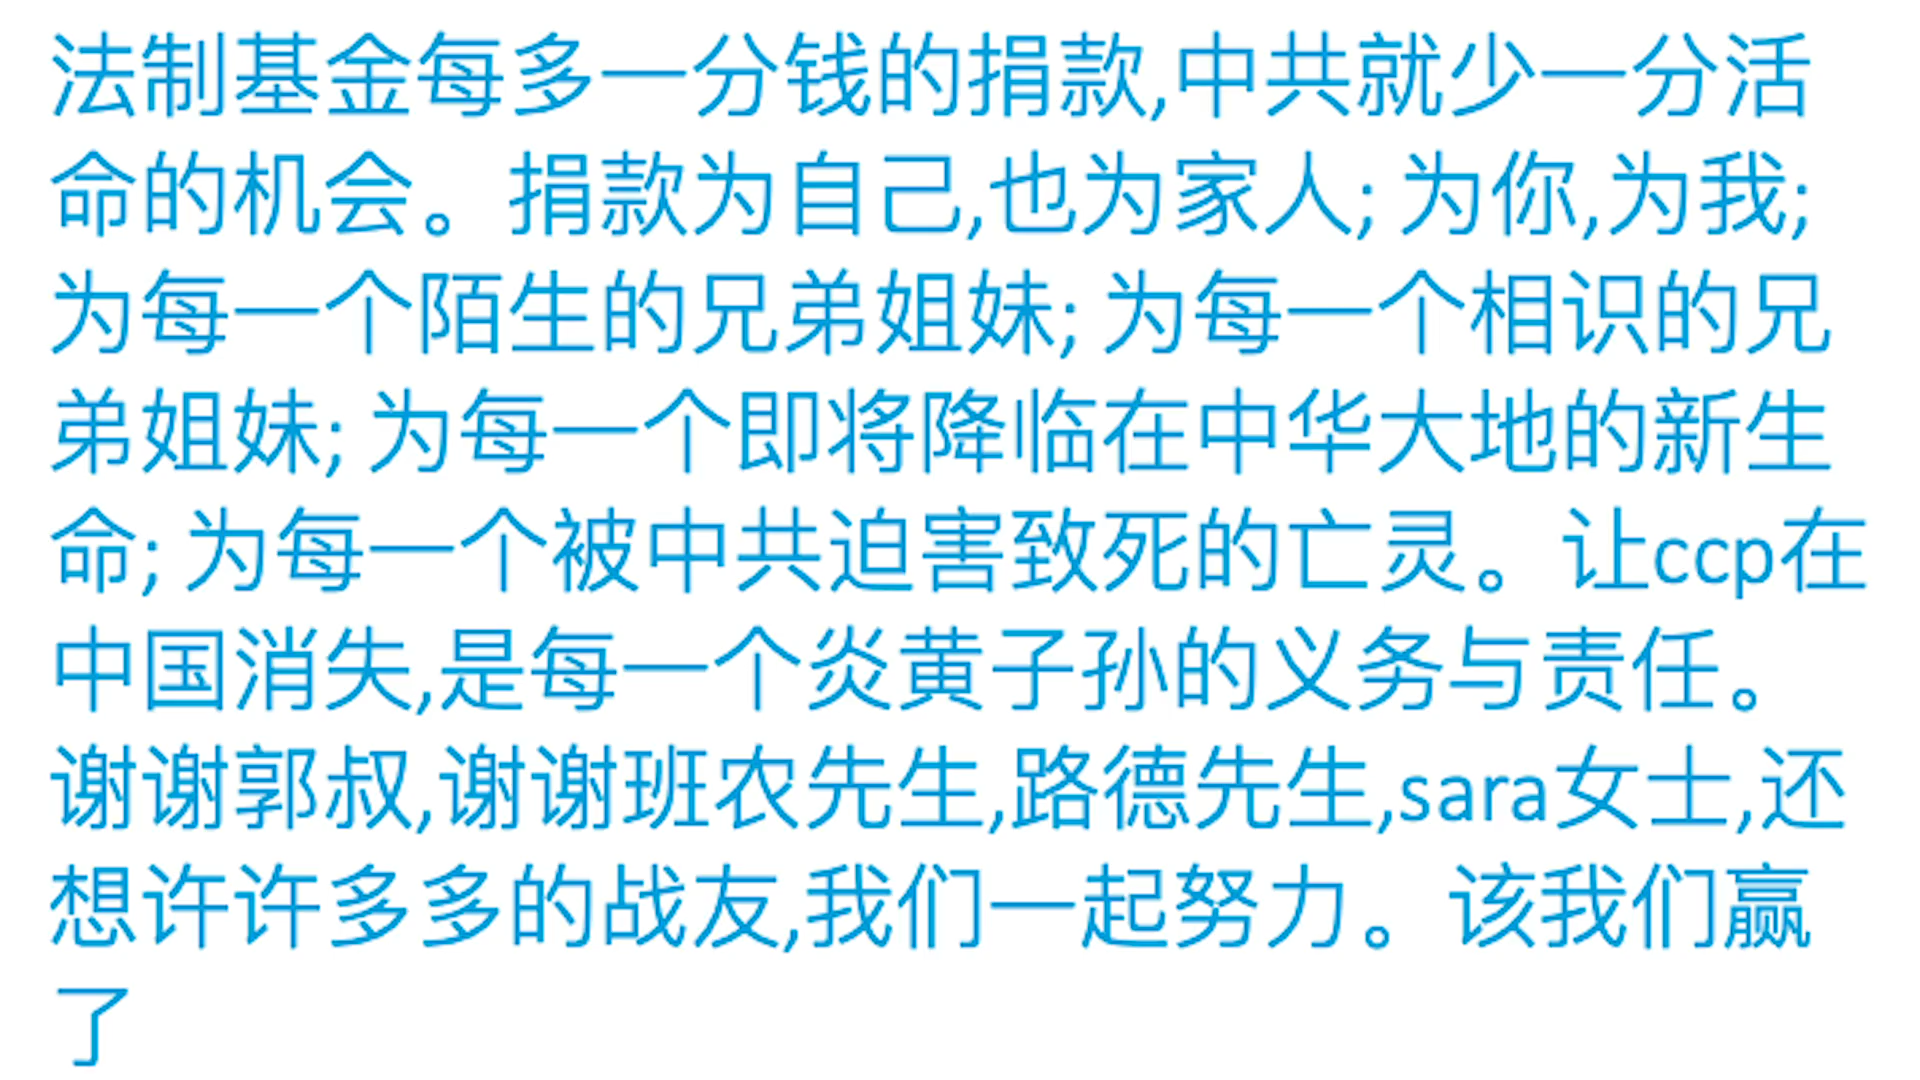 法制基金每多一分钱的捐款,中共就少一分活
命的机会。捐款为自己,也为家人; 为你,为我;
为每一个陌生的兄弟姐妹; 为每一个相识的兄
弟姐妹; 为每一个即将降临在中华大地的新生
命; 为每一个被中共迫害致死的亡灵。让ccp在
中国消失,是每一个炎黄子孙的义务与责任。
谢谢郭叔,谢谢班农先生,路德先生,sara女士,还
想许许多多的战友,我们一起努力。该我们赢
了